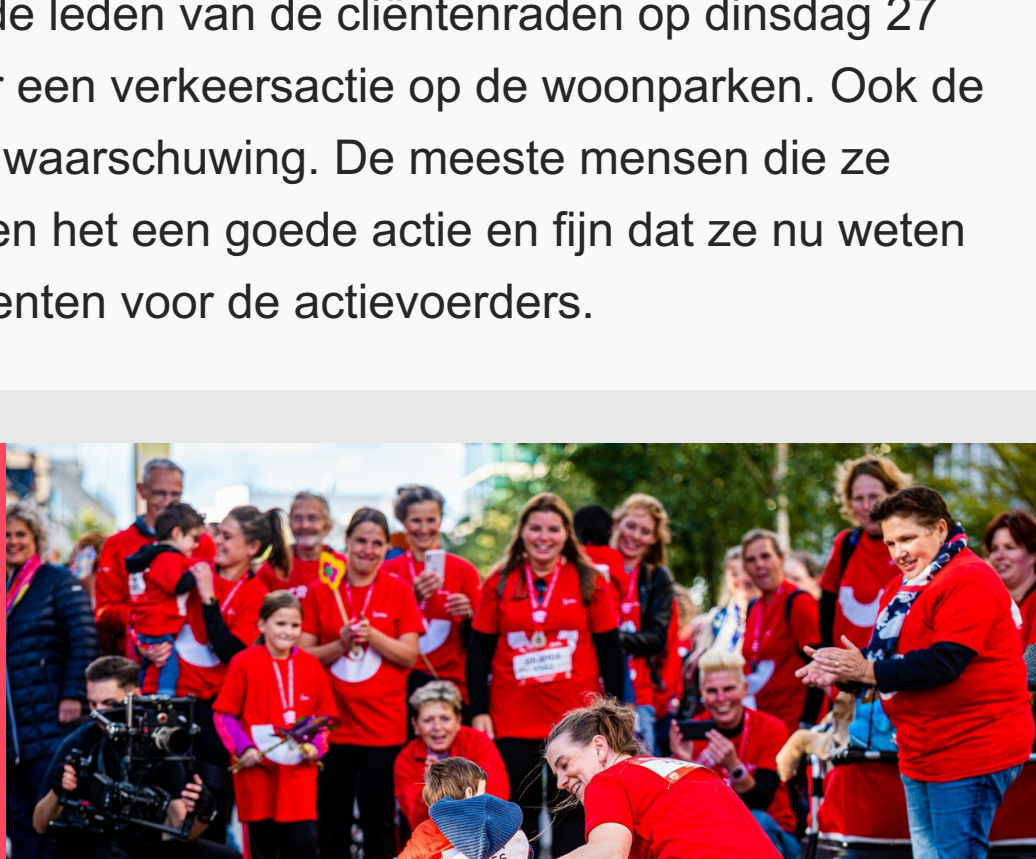 de leden van de cliëntenraden op dinsdag 27
een verkeersactie op de woonparken. Ook de
waarschuwing. De meeste mensen die ze
en het een goede actie en fijn dat ze nu weten
enten voor de actievoerders.